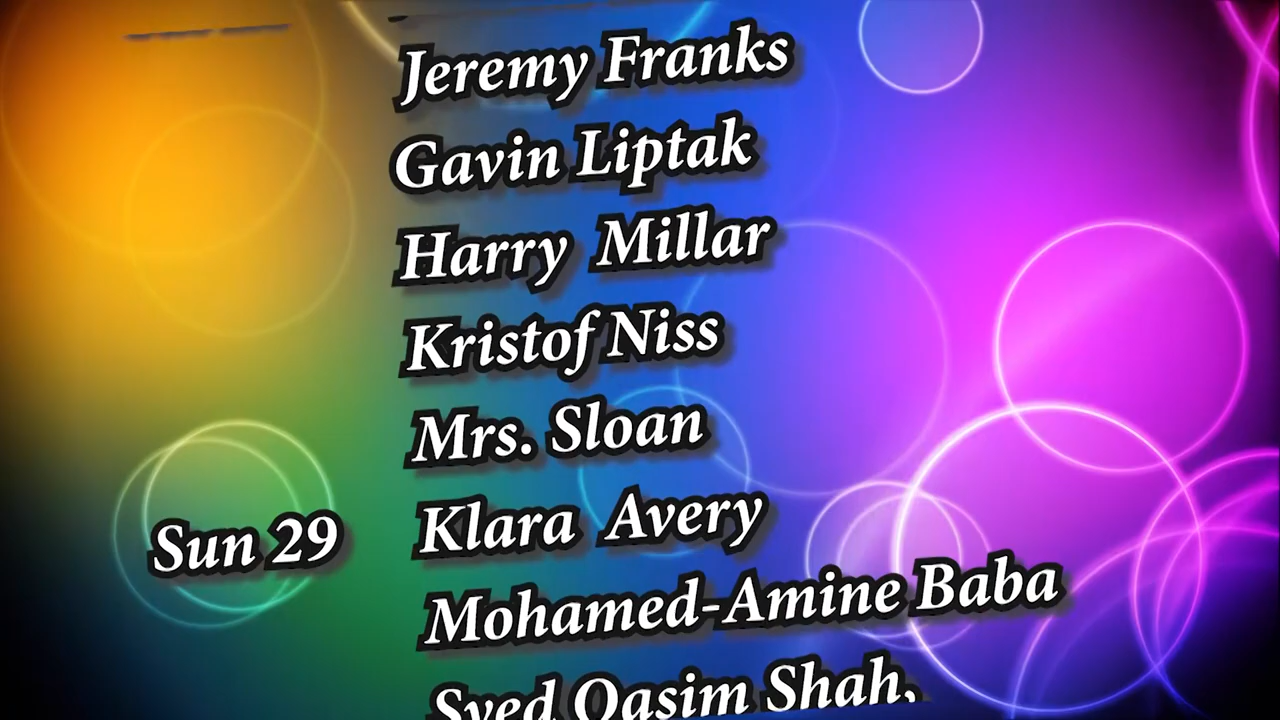 Jeremy Franks
Gavin Liptak
Harry Millar
Kristof Niss
Mrs. Sloan
Klara Avery
Sun 29
Mohamed-Amine Baba
Syed Qasim Shah,